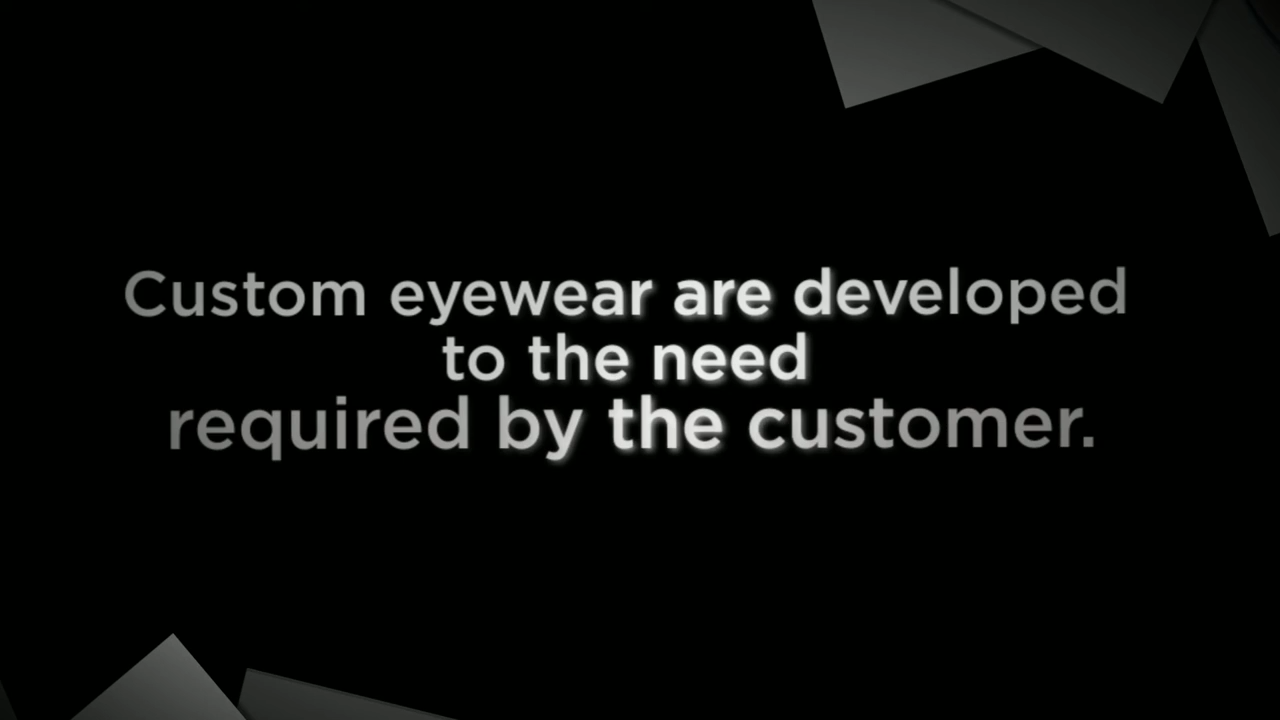 Custom eyewear are developed
to the need
required by the customer.